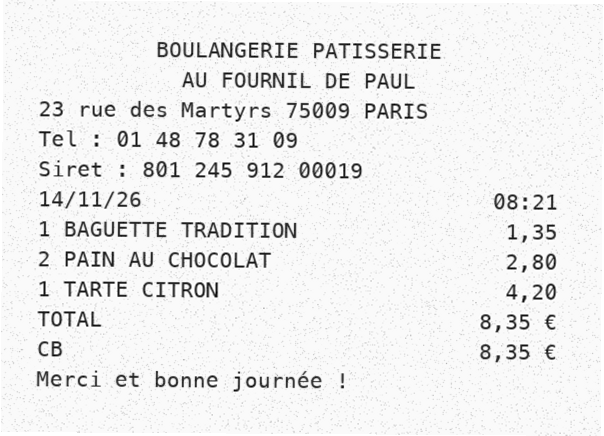 BOULANGERIE PATISSERIE
AU FOURNIL DE PAUL
23 rue des Martyrs 75009 PARIS
Tel : 01 48 78 31 09
Siret : 801 245 912 00019
14/11/26 08:21
1 BAGUETTE TRADITION 1,35
2 PAIN AU CHOCOLAT 2,80
1 TARTE CITRON 4,20
TOTAL 8,35 €
CB 8,35 €
Merci et bonne journée !